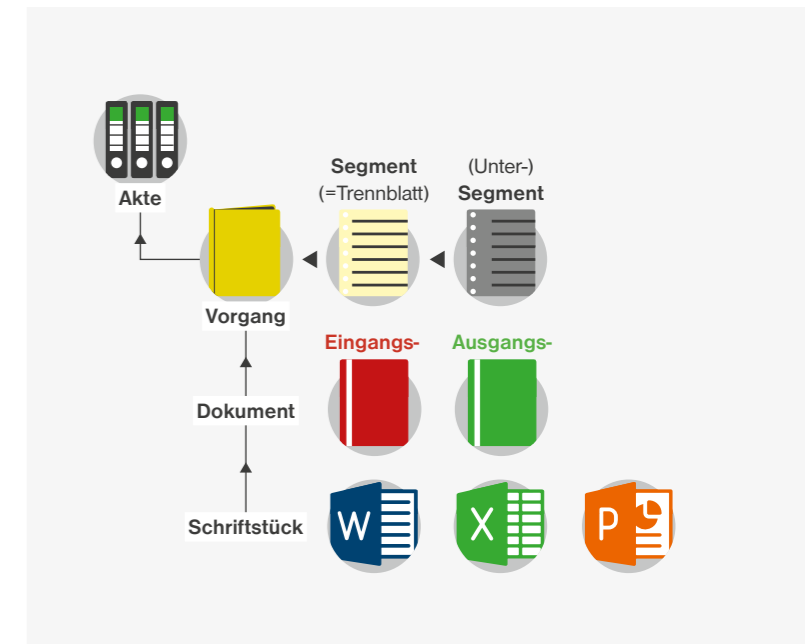 Akte
Segment
(=Trennblatt)
(Unter-)
Segment
Vorgang
Eingangs-
Ausgangs-
Dokument
Schriftstück
W
X
P